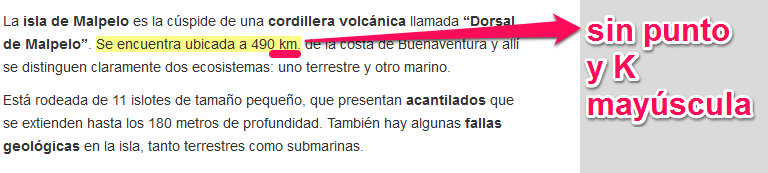 La isla de Malpelo es la cúspide de una cordillera volcánica llamada “Dorsal
de Malpelo”. Se encuentra ubicada a 490 km. de la costa de Buenaventura y allí
se distinguen claramente dos ecosistemas: uno terrestre y otro marino.
Está rodeada de 11 islotes de tamaño pequeño, que presentan acantilados que
se extienden hasta los 180 metros de profundidad. También hay algunas fallas
geológicas en la isla, tanto terrestres como submarinas.
sin punto
y K
mayúscula